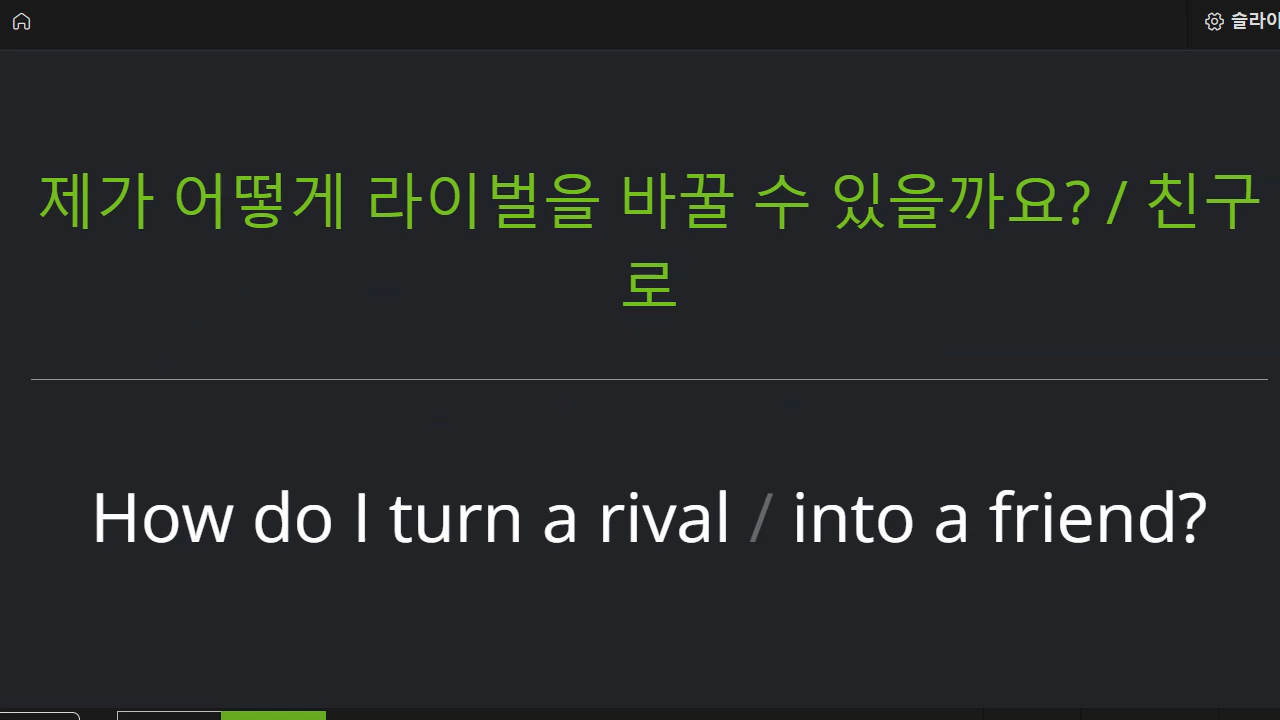 슬라이
제가 어떻게 라이벌을 바꿀 수 있을까요? / 친구
로
How do I turn a rival / into a friend?